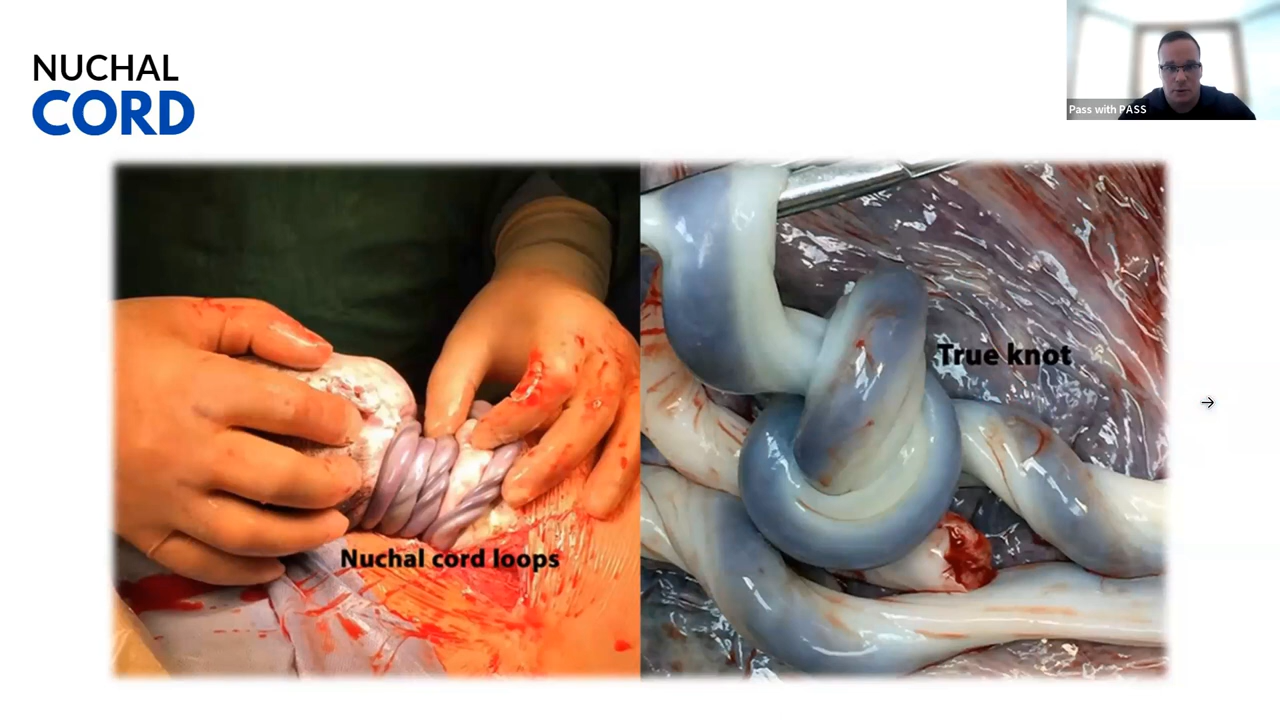 NUCHAL
CORD
Pass with PASS
True knot
Nuchal cord loops